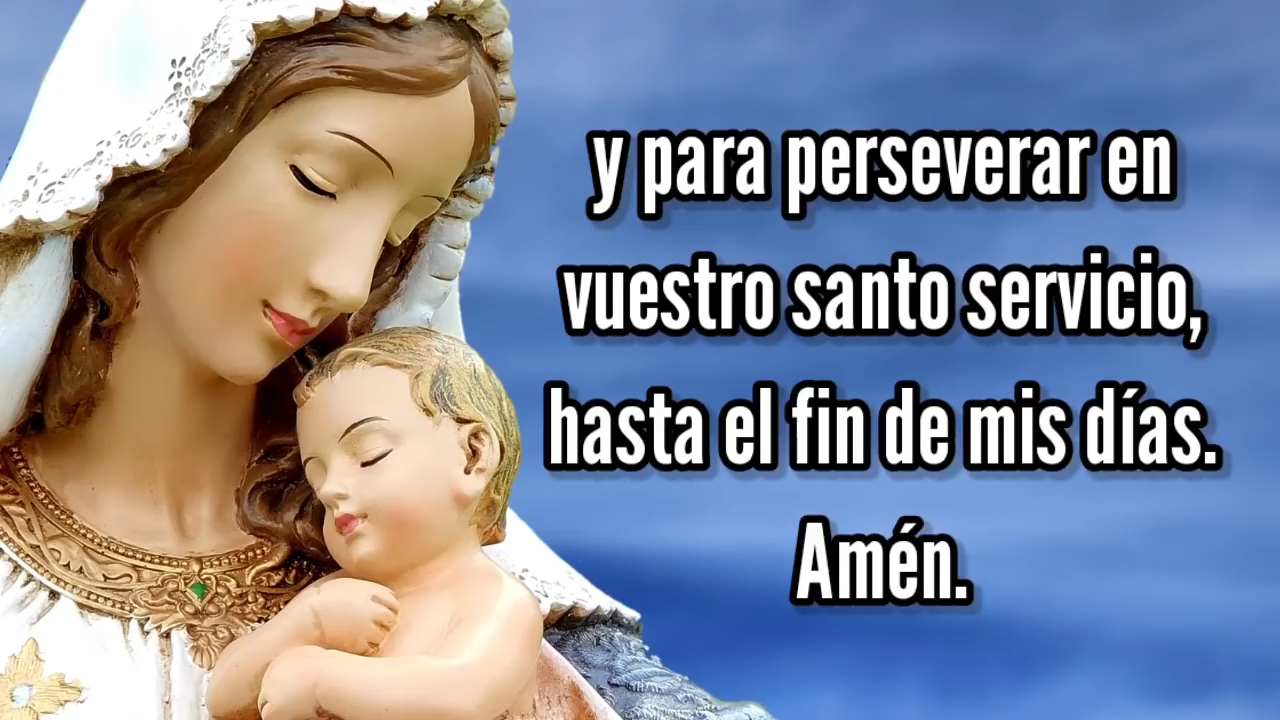 y para perseverar en
vuestro santo servicio,
hasta el fin de mis días.
Amén.